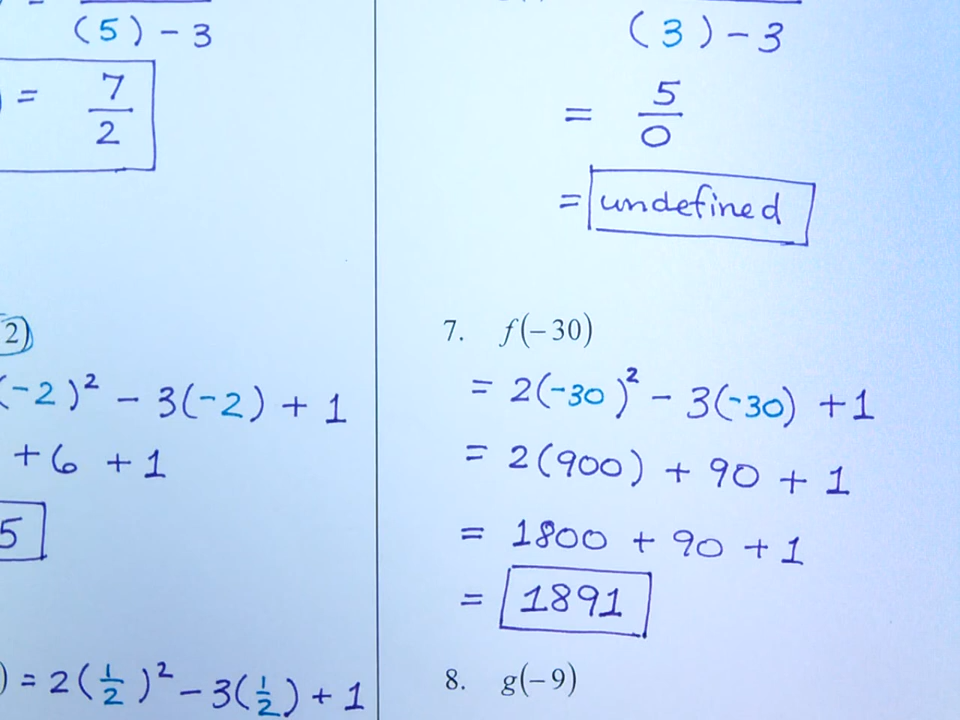 (5) − 3
= 7/2
2)
(−2)² − 3(−2) + 1
+ 6 + 1
5
) = 2(1/2)² − 3(1/2) + 1
(3) − 3
= 5/0
= undefined
7. f(−30)
= 2(−30)² − 3(−30) + 1
= 2(900) + 90 + 1
= 1800 + 90 + 1
= 1891
8. g(−9)